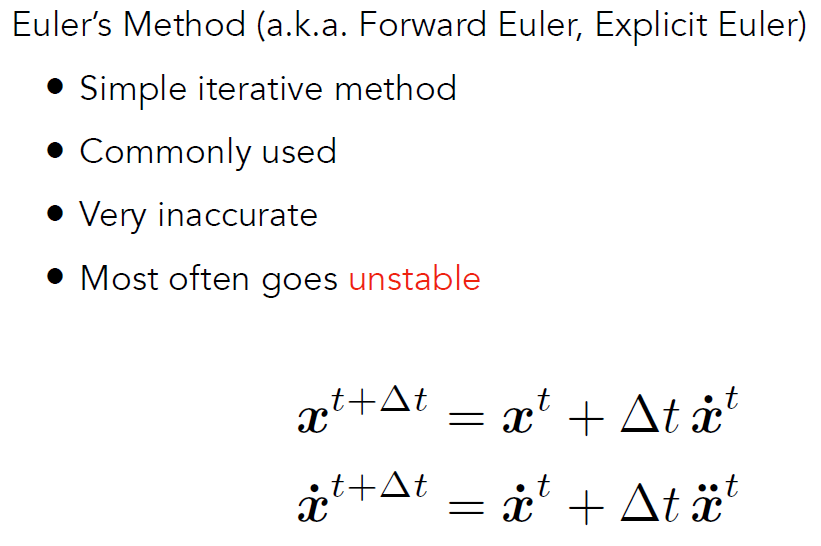 Euler's Method (a.k.a. Forward Euler, Explicit Euler)
• Simple iterative method
• Commonly used
• Very inaccurate
• Most often goes unstable
$\boldsymbol{x}^{t+\Delta t} = \boldsymbol{x}^t + \Delta t \, \dot{\boldsymbol{x}}^t$
$\dot{\boldsymbol{x}}^{t+\Delta t} = \dot{\boldsymbol{x}}^t + \Delta t \, \ddot{\boldsymbol{x}}^t$